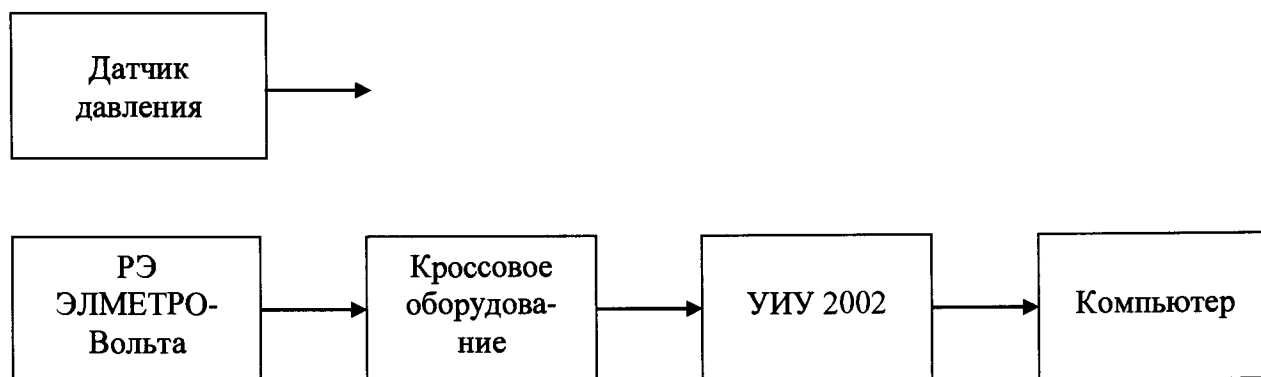 Датчик
давления
РЭ
ЭЛМЕТРО-
Вольта
Кроссовое
оборудова-
ние
УИУ 2002
Компьютер